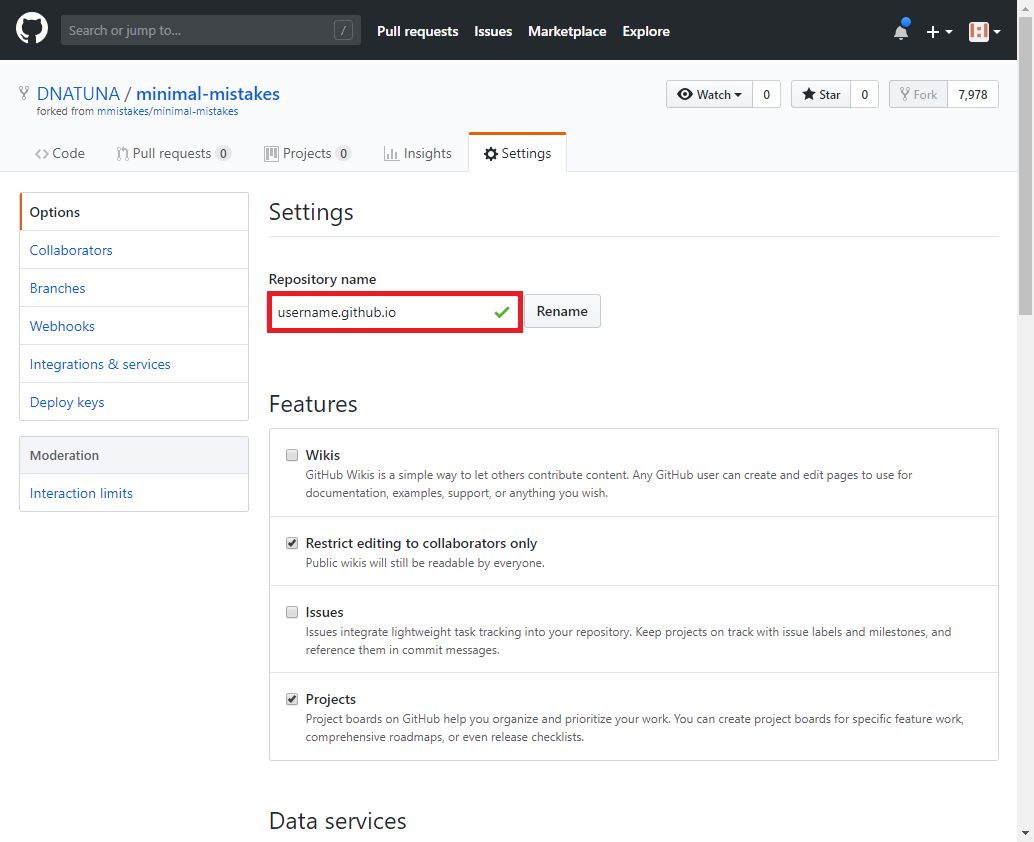 Search or jump to... /
Pull requests Issues Marketplace Explore
DNATUNA / minimal-mistakes
forked from mmistakes/minimal-mistakes
Watch 0 Star 0 Fork 7,978
Code Pull requests 0 Projects 0 Insights Settings
Options
Collaborators
Branches
Webhooks
Integrations & services
Deploy keys
Moderation
Interaction limits
Settings
Repository name
username.github.io Rename
Features
Wikis
GitHub Wikis is a simple way to let others contribute content. Any GitHub user can create and edit pages to use for
documentation, examples, support, or anything you wish.
Restrict editing to collaborators only
Public wikis will still be readable by everyone.
Issues
Issues integrate lightweight task tracking into your repository. Keep projects on track with issue labels and milestones, and
reference them in commit messages.
Projects
Project boards on GitHub help you organize and prioritize your work. You can create project boards for specific feature work,
comprehensive roadmaps, or even release checklists.
Data services